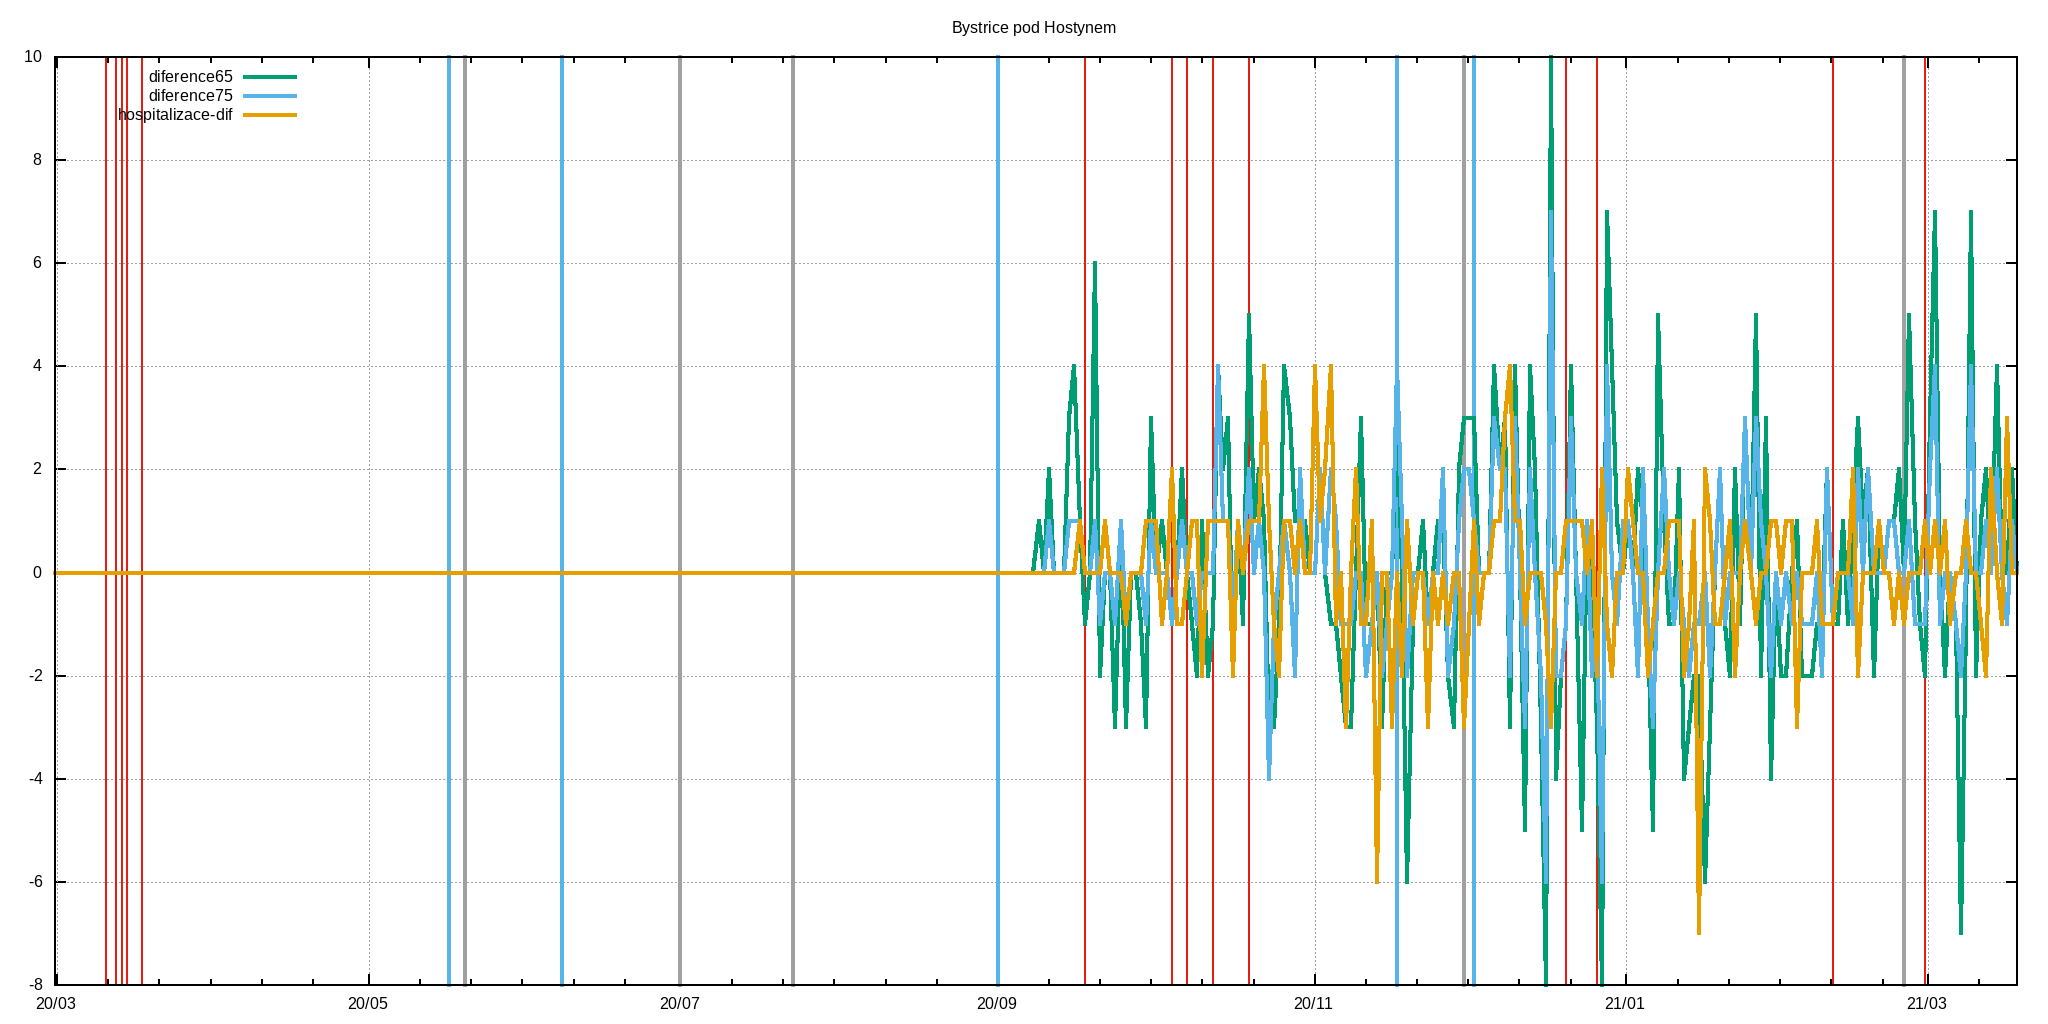 Bystrice pod Hostynem
diference65
diference75
hospitalizace-dif
10
8
6
4
2
0
-2
-4
-6
-8
20/03 20/05 20/07 20/09 20/11 21/01 21/03